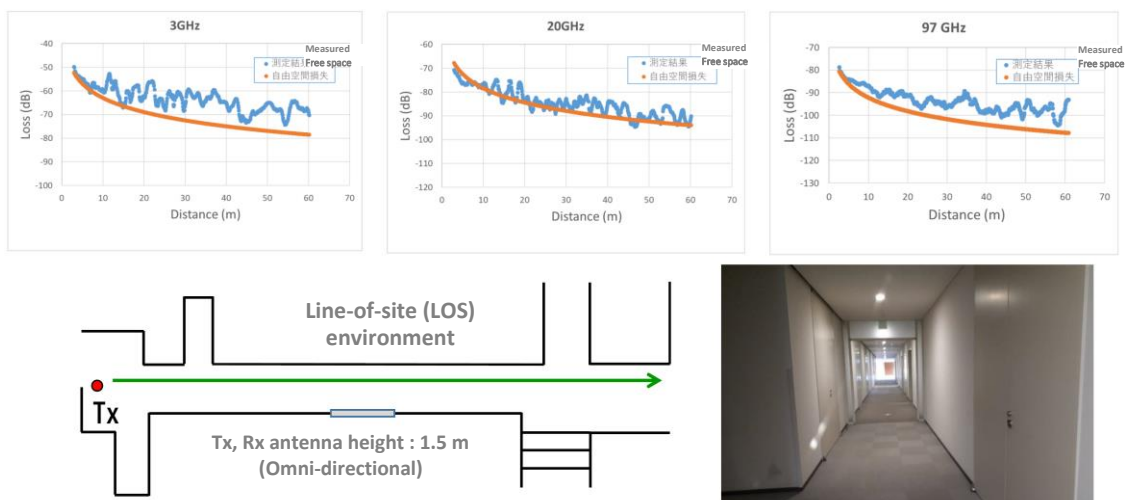 3GHz
-40
-50
-60
-70
-80
-90
-100
Loss (dB)
0 10 20 30 40 50 60 70
Distance (m)
測定結果
Measured
自由空間損失
Free space
20GHz
-60
-70
-80
-90
-100
-110
-120
Loss (dB)
0 10 20 30 40 50 60 70
Distance (m)
測定結果
Measured
自由空間損失
Free space
97 GHz
-70
-80
-90
-100
-110
-120
-130
Loss (dB)
0 10 20 30 40 50 60 70
Distance (m)
測定結果
Measured
自由空間損失
Free space
Line-of-site (LOS)
environment
Tx
Tx, Rx antenna height : 1.5 m
(Omni-directional)